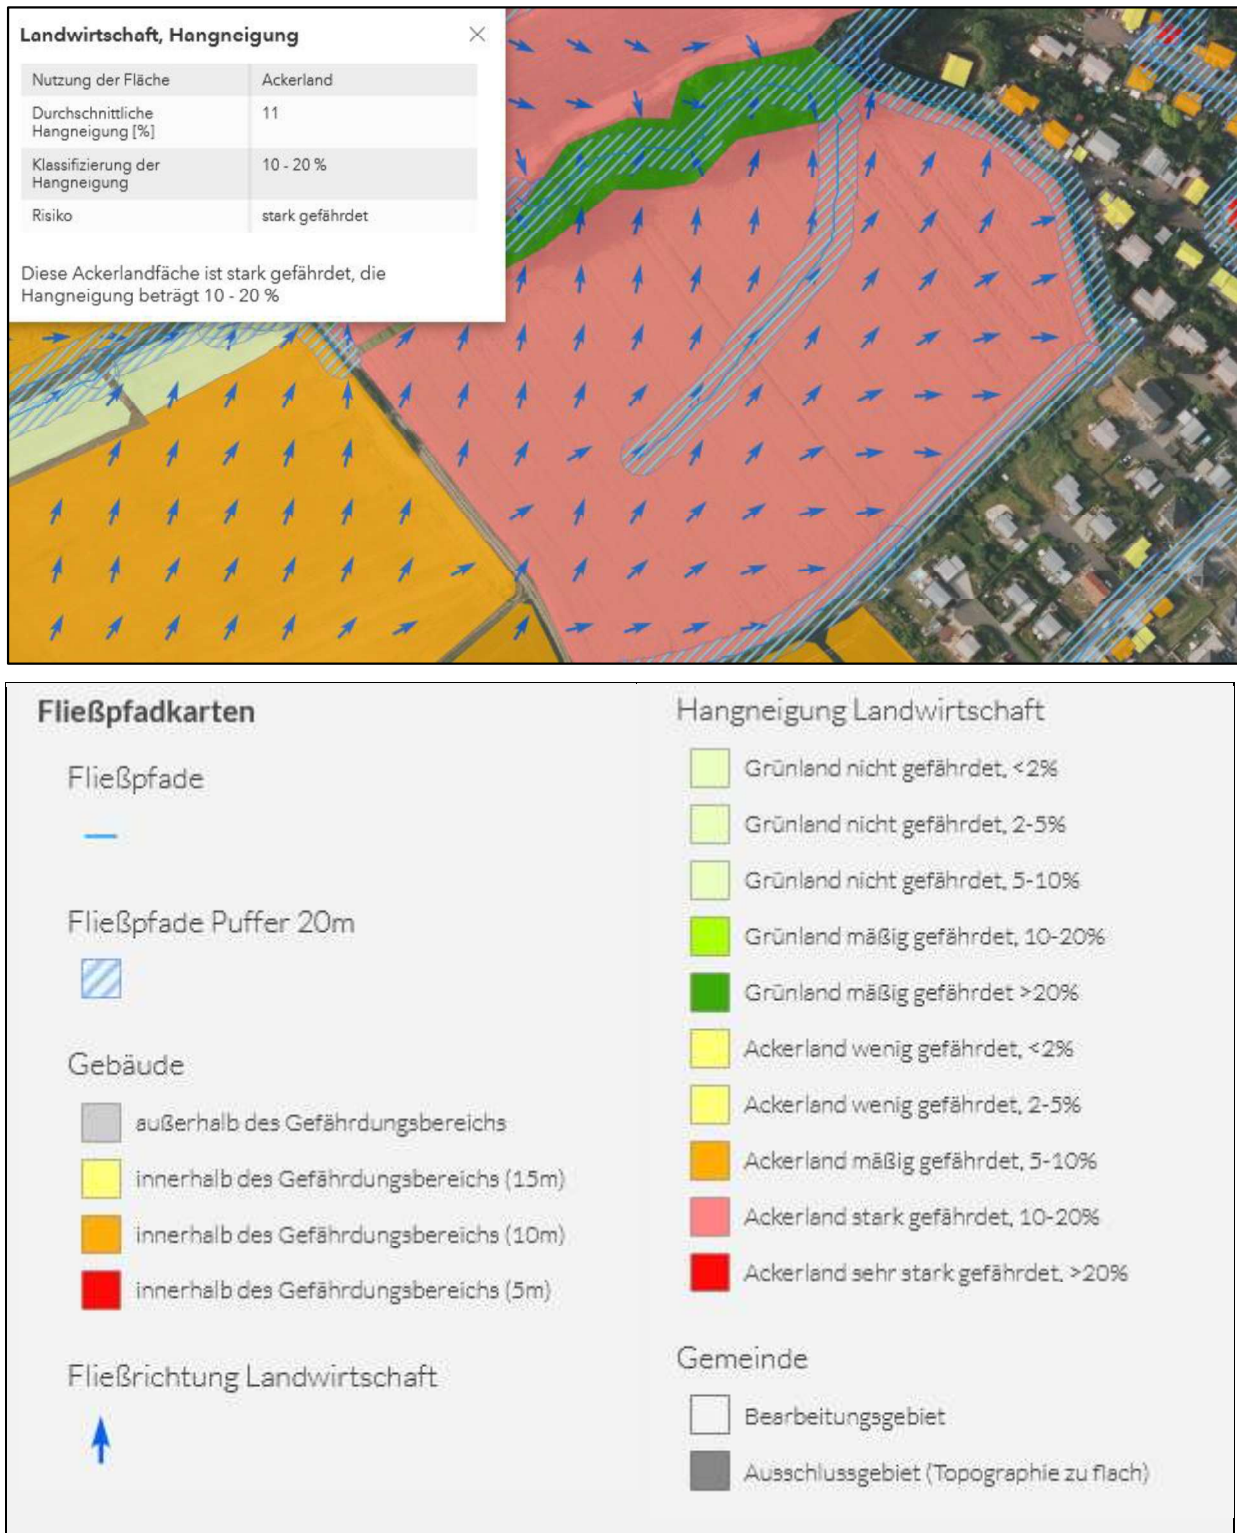 Landwirtschaft, Hangneigung
Nutzung der Fläche Ackerland
Durchschnittliche 11
Hangneigung [%]
Klassifizierung der 10 - 20 %
Hangneigung
Risiko stark gefährdet
Diese Ackerlandfäche ist stark gefährdet, die
Hangneigung beträgt 10 - 20 %
Fließpfadkarten
Fließpfade
Fließpfade Puffer 20m
Gebäude
außerhalb des Gefährdungsbereichs
innerhalb des Gefährdungsbereichs (15m)
innerhalb des Gefährdungsbereichs (10m)
innerhalb des Gefährdungsbereichs (5m)
Fließrichtung Landwirtschaft
Hangneigung Landwirtschaft
Grünland nicht gefährdet, <2%
Grünland nicht gefährdet, 2-5%
Grünland nicht gefährdet, 5-10%
Grünland mäßig gefährdet, 10-20%
Grünland mäßig gefährdet >20%
Ackerland wenig gefährdet, <2%
Ackerland wenig gefährdet, 2-5%
Ackerland mäßig gefährdet, 5-10%
Ackerland stark gefährdet, 10-20%
Ackerland sehr stark gefährdet, >20%
Gemeinde
Bearbeitungsgebiet
Ausschlussgebiet (Topographie zu flach)